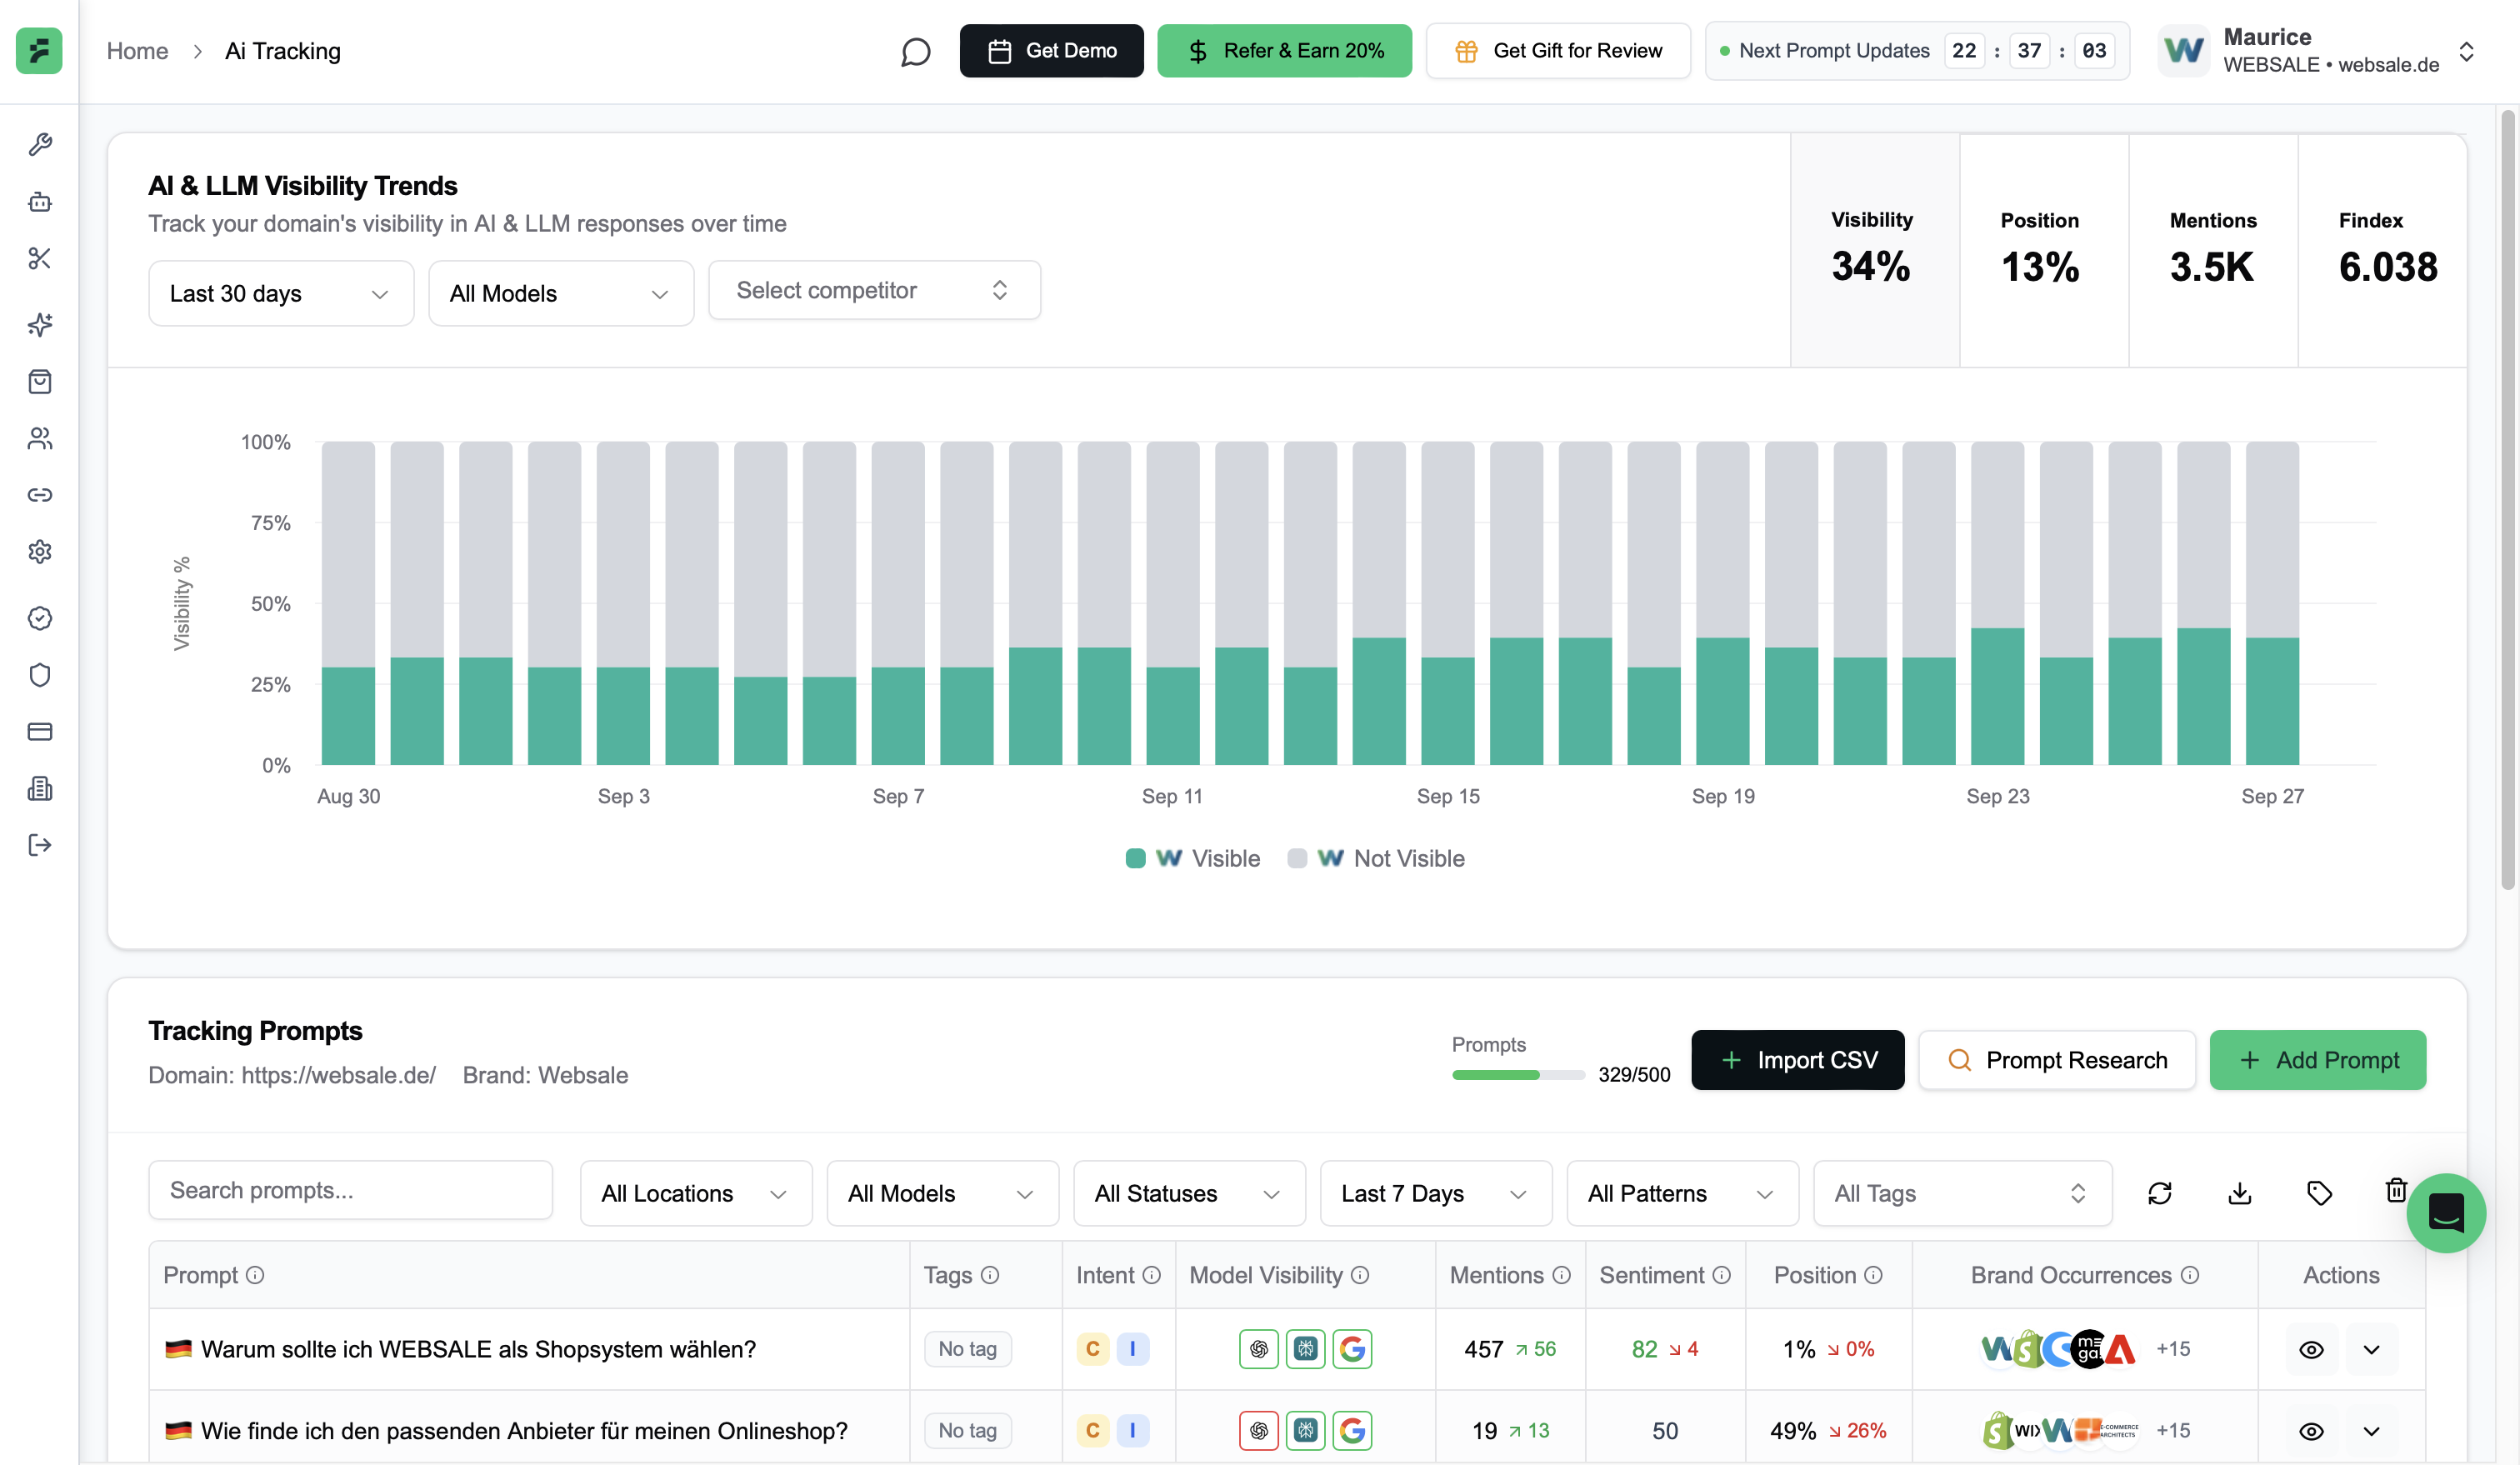 Home > Ai Tracking
Get Demo
Refer & Earn 20%
Get Gift for Review
Next Prompt Updates 22 : 37 : 03
Maurice
WEBSALE • websale.de
AI & LLM Visibility Trends
Track your domain's visibility in AI & LLM responses over time
Last 30 days
All Models
Select competitor
Visibility
34%
Position
13%
Mentions
3.5K
Findex
6.038
Visibility %
100%
75%
50%
25%
0%
Aug 30 Sep 3 Sep 7 Sep 11 Sep 15 Sep 19 Sep 23 Sep 27
Visible Not Visible
Tracking Prompts
Domain: https://websale.de/ Brand: Websale
Prompts
329/500
Import CSV
Prompt Research
Add Prompt
Search prompts...
All Locations
All Models
All Statuses
Last 7 Days
All Patterns
All Tags
Prompt Tags Intent Model Visibility Mentions Sentiment Position Brand Occurrences Actions
Warum sollte ich WEBSALE als Shopsystem wählen? No tag C I 457 56 82 4 1% 0% mega +15
Wie finde ich den passenden Anbieter für meinen Onlineshop? No tag C I 19 13 50 49% 26% WIX E-COMMERCE ARCHITECTS +15